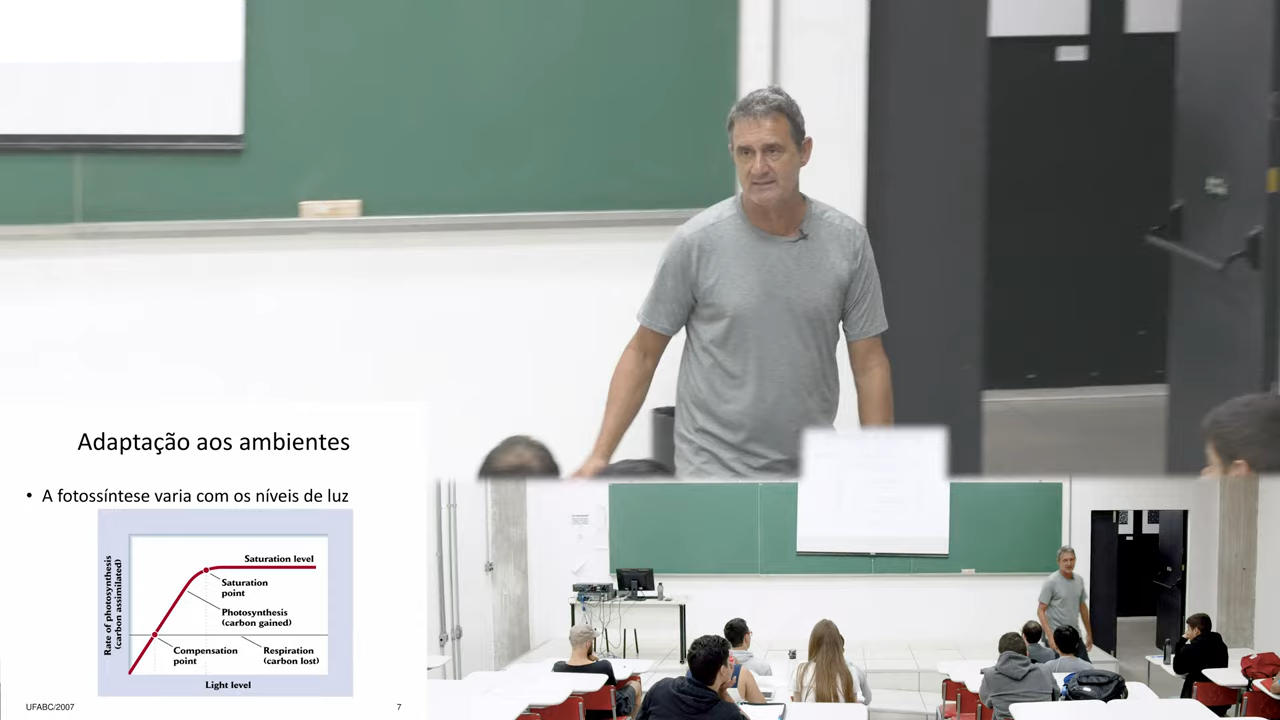 Adaptação aos ambientes
• A fotossíntese varia com os níveis de luz
Rate of photosynthesis
(carbon assimilated)
Saturation level
Saturation
point
Photosynthesis
(carbon gained)
Compensation
point
Respiration
(carbon lost)
Light level
UFABC/2007
7